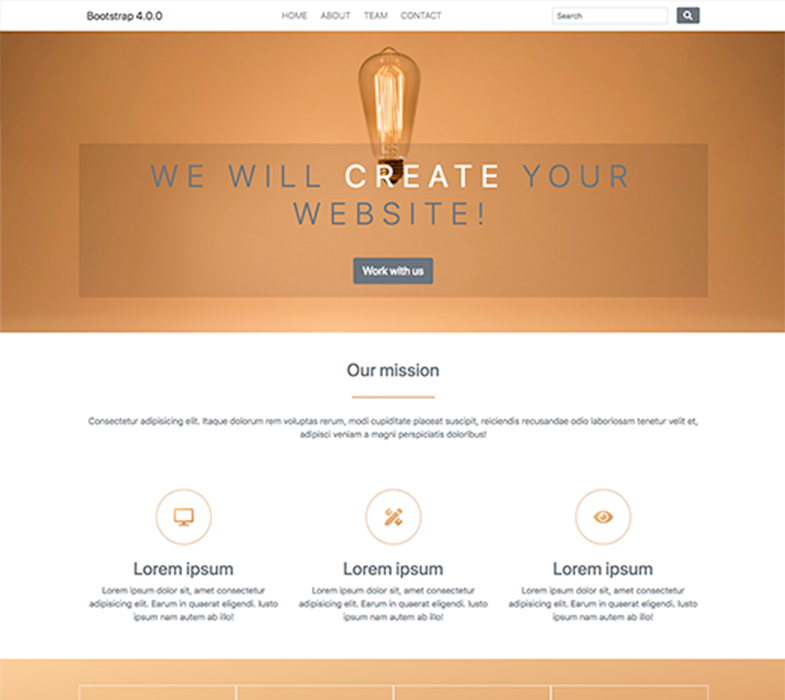 Bootstrap 4.0.0 HOME ABOUT TEAM CONTACT Search
WE WILL CREATE YOUR
WEBSITE!
Work with us
Our mission
Consectetur adipisicing elit. Itaque dolorum rem voluptas rerum, modi cupiditate placeat suscipit, reiciendis recusandae odio laboriosam tenetur velit et,
adipisci veniam a magni perspiciatis doloribus!
Lorem ipsum
Lorem ipsum dolor sit, amet consectetur
adipisicing elit. Earum in quaerat eligendi. Iusto
ipsum nam autem ab illo!
Lorem ipsum
Lorem ipsum dolor sit, amet consectetur
adipisicing elit. Earum in quaerat eligendi. Iusto
ipsum nam autem ab illo!
Lorem ipsum
Lorem ipsum dolor sit, amet consectetur
adipisicing elit. Earum in quaerat eligendi. Iusto
ipsum nam autem ab illo!